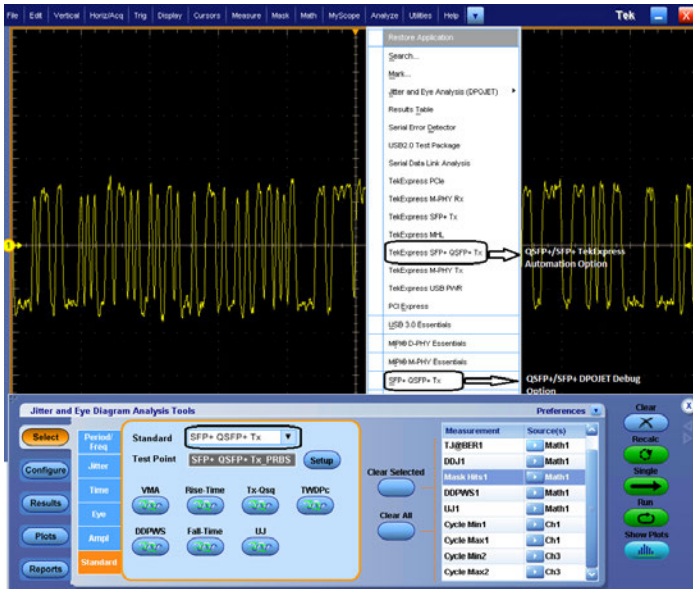 File Edit Vertical Horiz/Acq Trig Display Cursors Measure Mask Math MyScope Analyze Utilities Help Tek X
Restore Application
Search...
Mark...
Jitter and Eye Analysis (DPOJET)
Results Table
Serial Error Detector
USB2.0 Test Package
Serial Data Link Analysis
TekExpress PCIe
TekExpress M-PHY Rx
TekExpress SFP+ Tx
TekExpress MHL
TekExpress SFP+ QSFP+ Tx
QSFP+/SFP+ TekExpress
Automation Option
TekExpress M-PHY Tx
TekExpress USB PWR
PCI Express
USB 3.0 Essentials
MIPI® D-PHY Essentials
MIPI® M-PHY Essentials
SFP+ QSFP+ Tx
QSFP+/SFP+ DPOJET Debug
Option
1
Jitter and Eye Diagram Analysis Tools
Preferences
X
Select
Configure
Results
Plots
Reports
Period/
Freq
Jitter
Time
Eye
Ampl
Standard
Standard SFP+ QSFP+ Tx
Test Point SFP+ QSFP+ Tx_PRBS Setup
VMA Rise-Time Tx-Qsq TWDPc
DDPWS Fall-Time UJ
Clear Selected
Clear All
Measurement Source(s)
TJ@BER1 Math1
DDJ1 Math1
Mask Hits1 Math1
DDPWS1 Math1
UJ1 Math1
Cycle Min1 Ch1
Cycle Max1 Ch1
Cycle Min2 Ch3
Cycle Max2 Ch3
Clear
Recalc
Single
Run
Show Plots